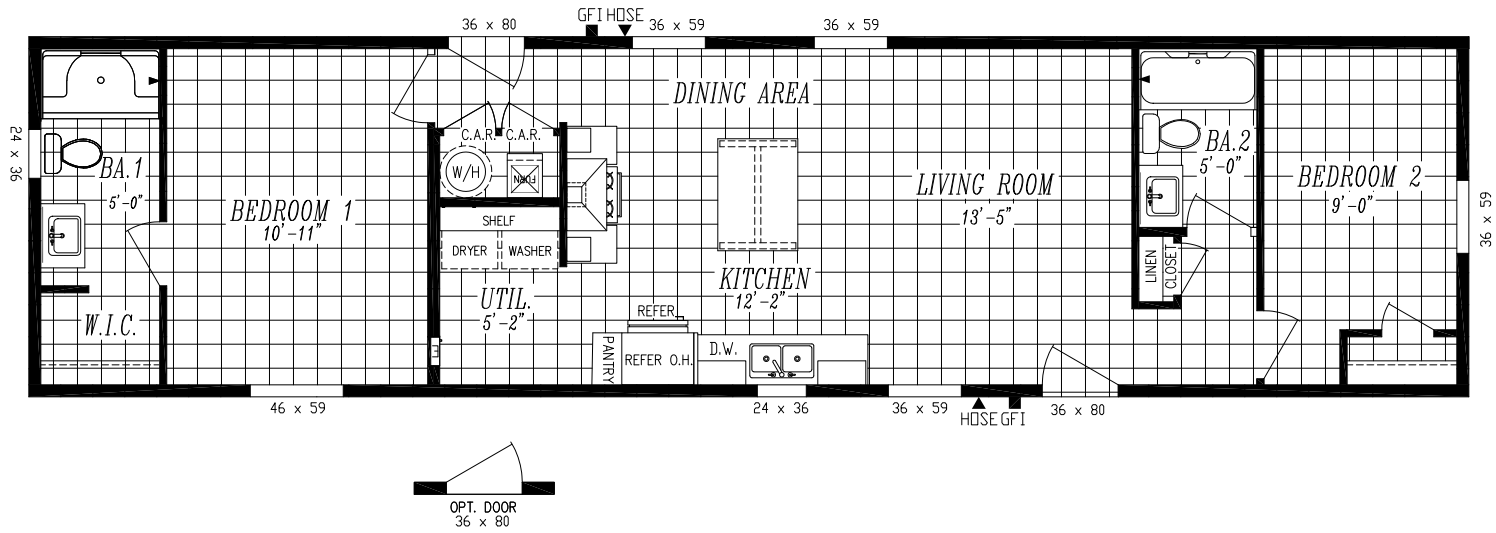 GFI HOSE
36 x 80
36 x 59
36 x 59
DINING AREA
C.A.R. C.A.R.
24 x 36
BA.1
5'-0"
W/H
FURN
BA.2
5'-0"
LIVING ROOM
13'-5"
BEDROOM 2
9'-0"
36 x 59
BEDROOM 1
10'-11"
SHELF
DRYER
WASHER
LINEN
CLOSET
KITCHEN
12'-2"
UTIL.
5'-2"
W.I.C.
REFER.
PANTRY
REFER O.H.
D.W.
E
46 x 59
24 x 36
36 x 59
36 x 80
HOSE GFI
OPT. DOOR
36 x 80